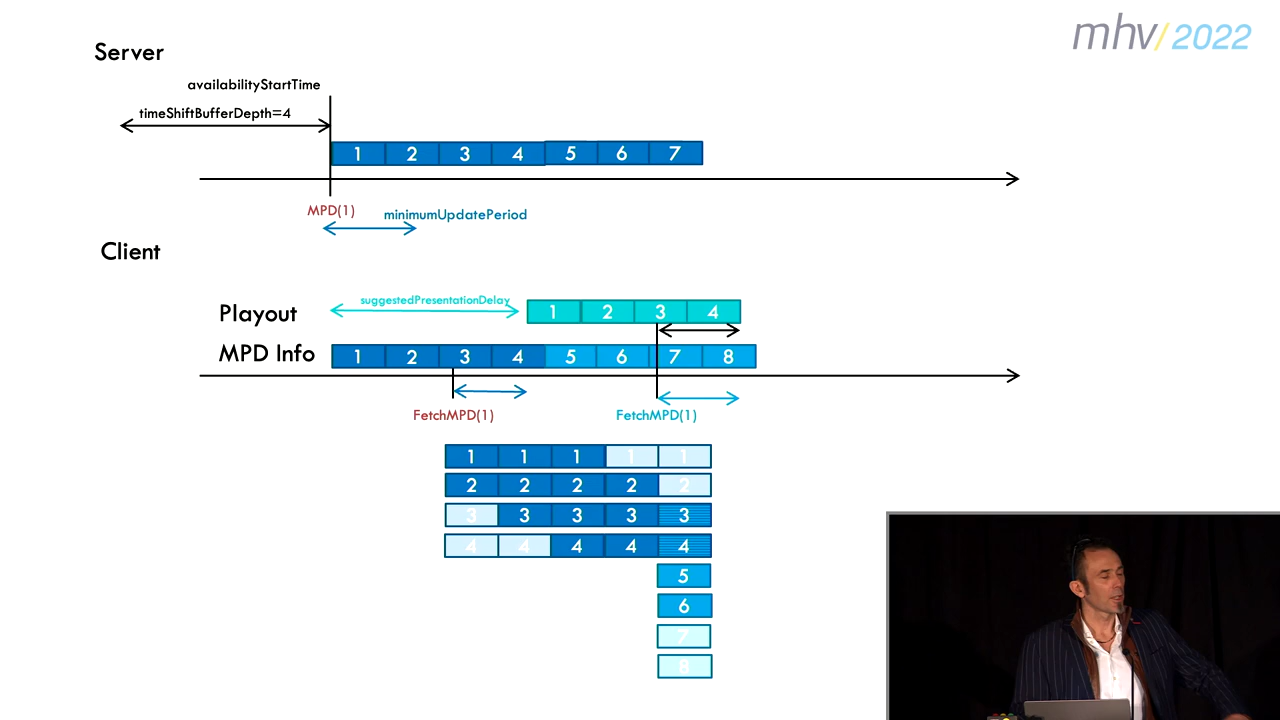 mhv/2022
Server
availabilityStartTime
timeShiftBufferDepth=4
1 2 3 4 5 6 7
MPD(1)
minimumUpdatePeriod
Client
suggestedPresentationDelay
Playout 1 2 3 4
MPD Info 1 2 3 4 5 6 7 8
FetchMPD(1) FetchMPD(1)
1 1 1 1 1
2 2 2 2 2
3 3 3 3 3
4 4 4 4 4
5
6
7
8